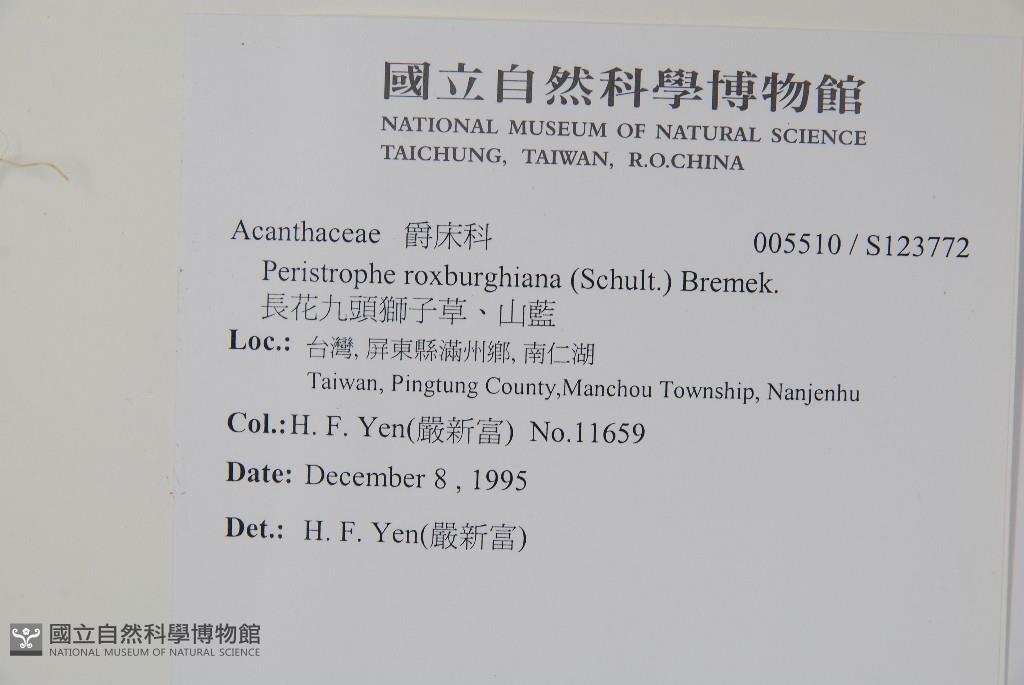 國立自然科學博物館
NATIONAL MUSEUM OF NATURAL SCIENCE
TAICHUNG, TAIWAN, R.O.CHINA
Acanthaceae 爵床科 005510 / S123772
Peristrophe roxburghiana (Schult.) Bremek.
長花九頭獅子草、山藍
Loc.: 台灣, 屏東縣滿州鄉, 南仁湖
Taiwan, Pingtung County,Manchou Township, Nanjenhu
Col.:H. F. Yen(嚴新富) No.11659
Date: December 8 , 1995
Det.: H. F. Yen(嚴新富)
國立自然科學博物館
NATIONAL MUSEUM OF NATURAL SCIENCE